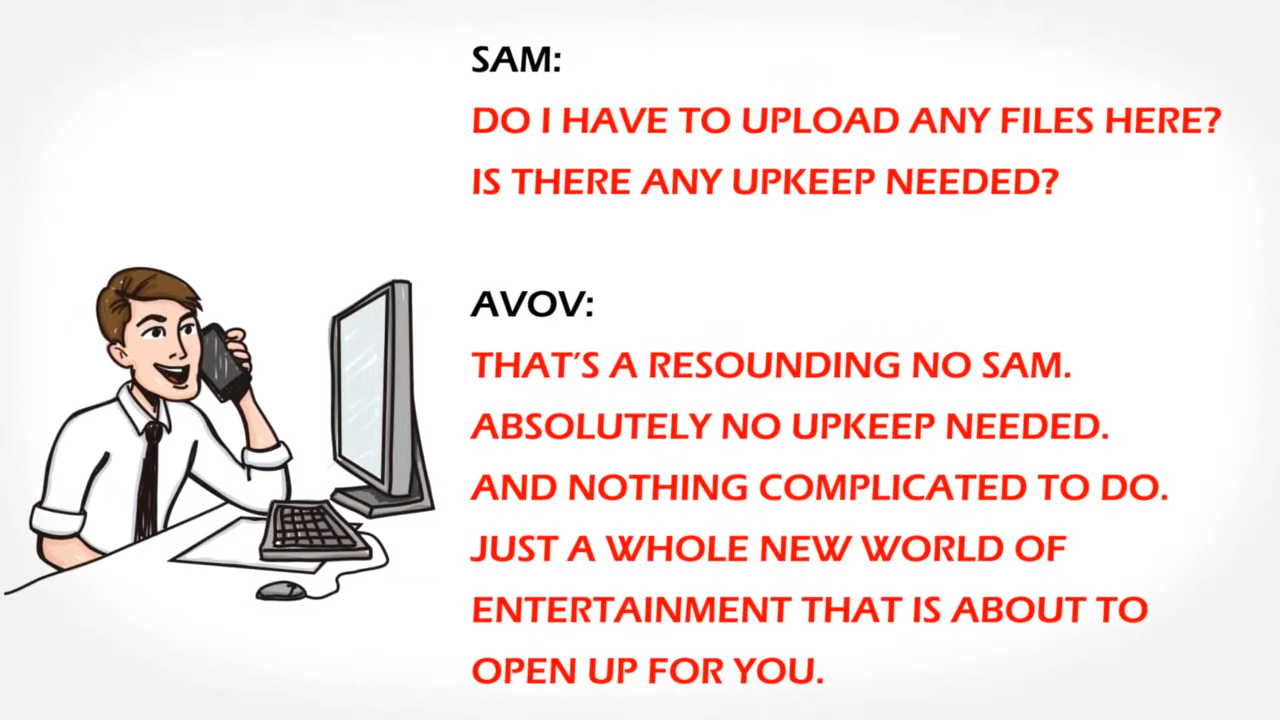 SAM:
DO I HAVE TO UPLOAD ANY FILES HERE?
IS THERE ANY UPKEEP NEEDED?
AVOV:
THAT'S A RESOUNDING NO SAM.
ABSOLUTELY NO UPKEEP NEEDED.
AND NOTHING COMPLICATED TO DO.
JUST A WHOLE NEW WORLD OF
ENTERTAINMENT THAT IS ABOUT TO
OPEN UP FOR YOU.